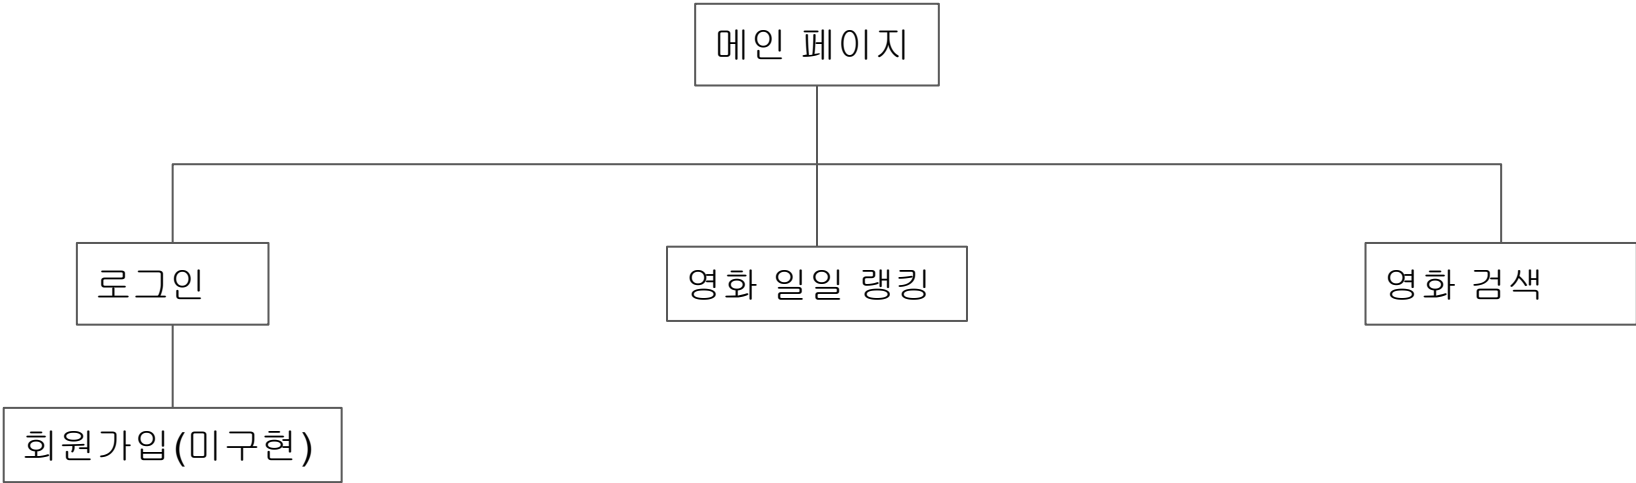 메인 페이지
로그인
영화 일일 랭킹
영화 검색
회원가입(미구현)